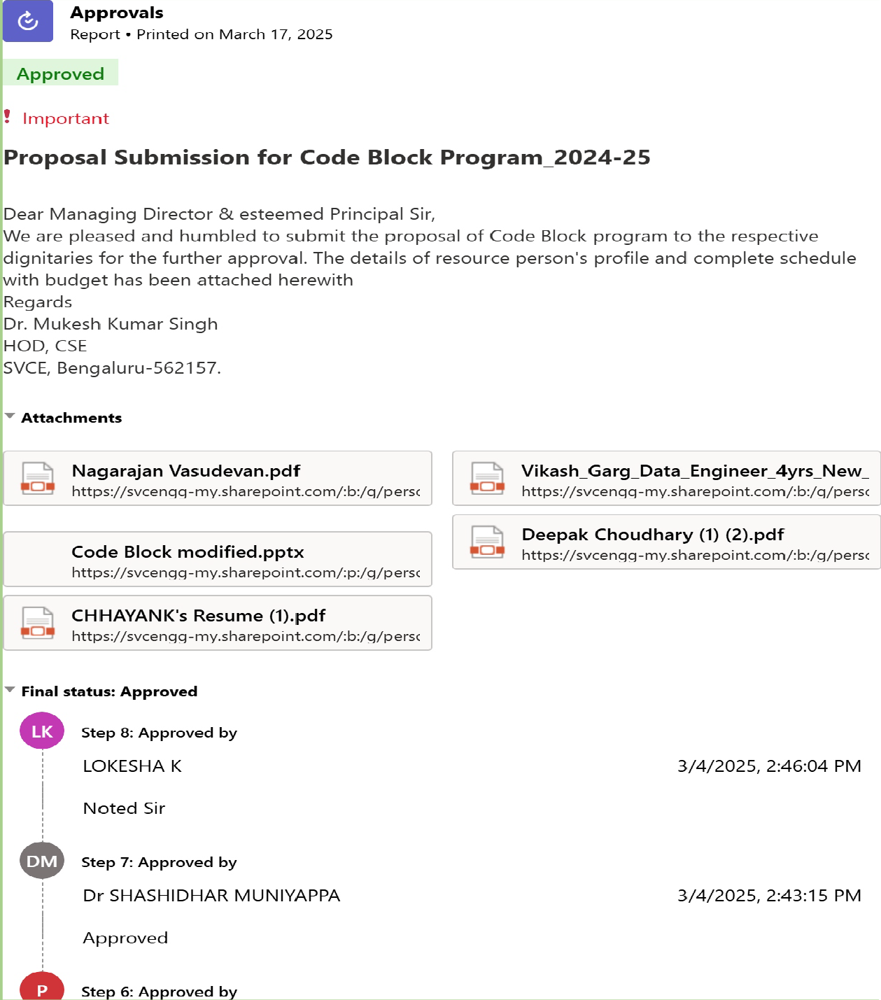 Approvals
Report • Printed on March 17, 2025
Approved
Important
Proposal Submission for Code Block Program_2024-25
Dear Managing Director & esteemed Principal Sir,
We are pleased and humbled to submit the proposal of Code Block program to the respective
dignitaries for the further approval. The details of resource person's profile and complete schedule
with budget has been attached herewith
Regards
Dr. Mukesh Kumar Singh
HOD, CSE
SVCE, Bengaluru-562157.
Attachments
Nagarajan Vasudevan.pdf
https://svcengg-my.sharepoint.com/:b:/g/persc
Vikash_Garg_Data_Engineer_4yrs_New_
https://svcengg-my.sharepoint.com/:b:/g/persc
Code Block modified.pptx
https://svcengg-my.sharepoint.com/:p:/g/persc
Deepak Choudhary (1) (2).pdf
https://svcengg-my.sharepoint.com/:b:/g/persc
CHHAYANK's Resume (1).pdf
https://svcengg-my.sharepoint.com/:b:/g/persc
Final status: Approved
LK
Step 8: Approved by
LOKESHA K 3/4/2025, 2:46:04 PM
Noted Sir
DM
Step 7: Approved by
Dr SHASHIDHAR MUNIYAPPA 3/4/2025, 2:43:15 PM
Approved
P
Step 6: Approved by